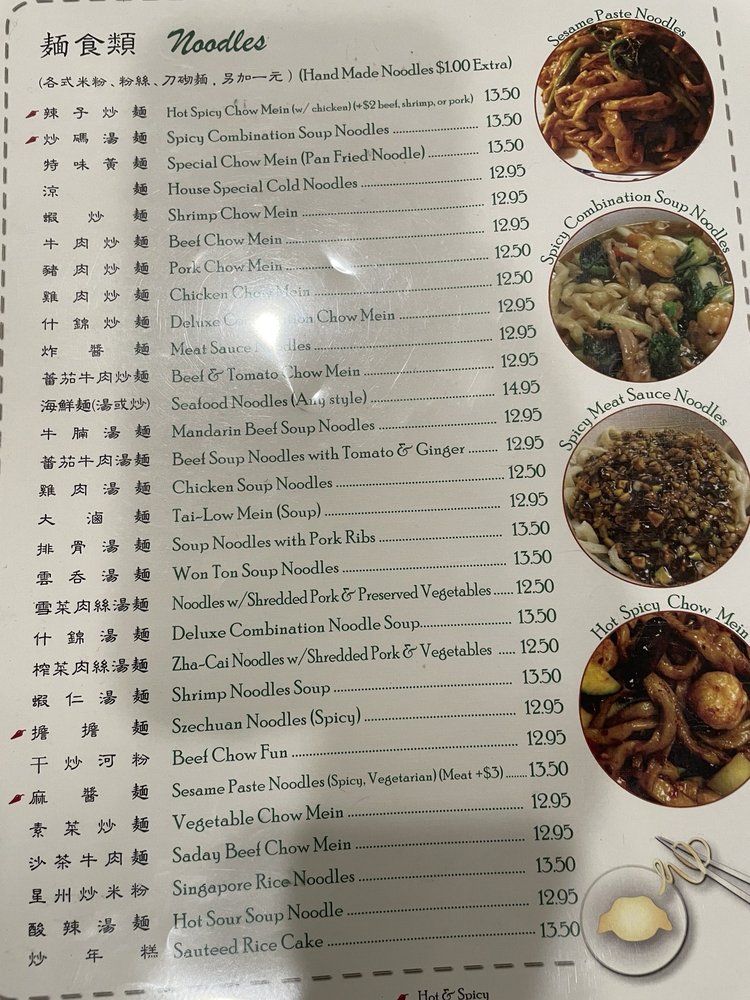 麵食類 Noodles
(各式米粉、粉絲、刀砌麵，另加一元) (Hand Made Noodles $1.00 Extra)
辣子炒麵 Hot Spicy Chow Mein (w/ chicken) (+$2 beef, shrimp, or pork) 13.50
炒碼湯麵 Spicy Combination Soup Noodles 13.50
特味黃麵 Special Chow Mein (Pan Fried Noodle) 13.50
涼麵 House Special Cold Noodles 12.95
蝦炒麵 Shrimp Chow Mein 12.95
牛肉炒麵 Beef Chow Mein 12.95
豬肉炒麵 Pork Chow Mein 12.50
雞肉炒麵 Chicken Chow Mein 12.50
什錦炒麵 Deluxe Combination Chow Mein 12.95
炸醬麵 Meat Sauce Noodles 12.95
蕃茄牛肉炒麵 Beef & Tomato Chow Mein 12.95
海鮮麵(湯或炒) Seafood Noodles (Any style) 14.95
牛腩湯麵 Mandarin Beef Soup Noodles 12.95
蕃茄牛肉湯麵 Beef Soup Noodles with Tomato & Ginger 12.95
雞肉湯麵 Chicken Soup Noodles 12.50
大滷麵 Tai-Low Mein (Soup) 12.95
排骨湯麵 Soup Noodles with Pork Ribs 13.50
雲吞湯麵 Won Ton Soup Noodles 13.50
雪菜肉絲湯麵 Noodles w/Shredded Pork & Preserved Vegetables 12.50
什錦湯麵 Deluxe Combination Noodle Soup 13.50
榨菜肉絲湯麵 Zha-Cai Noodles w/Shredded Pork & Vegetables 12.50
蝦仁湯麵 Shrimp Noodles Soup 13.50
擔擔麵 Szechuan Noodles (Spicy) 12.95
干炒河粉 Beef Chow Fun 12.95
麻醬麵 Sesame Paste Noodles (Spicy, Vegetarian) (Meat +$3) 13.50
素菜炒麵 Vegetable Chow Mein 12.95
沙茶牛肉麵 Saday Beef Chow Mein 12.95
星州炒米粉 Singapore Rice Noodles 13.50
酸辣湯麵 Hot Sour Soup Noodle 12.95
炒年糕 Sauteed Rice Cake 13.50
Hot & Spicy
Sesame Paste Noodles
Spicy Combination Soup Noodles
Spicy Meat Sauce Noodles
Hot Spicy Chow Mein